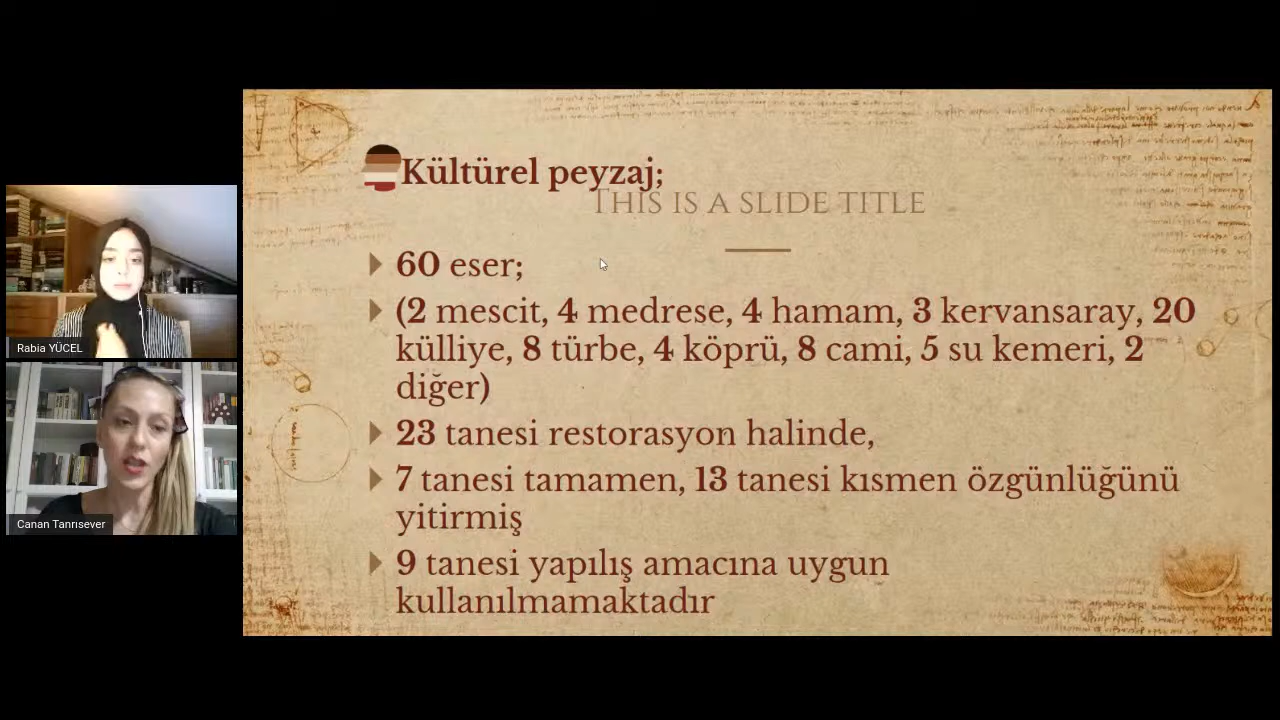 Kültürel peyzaj;
THIS IS A SLIDE TITLE
60 eser;
(2 mescit, 4 medrese, 4 hamam, 3 kervansaray, 20
külliye, 8 türbe, 4 köprü, 8 cami, 5 su kemeri, 2
diğer)
23 tanesi restorasyon halinde,
7 tanesi tamamen, 13 tanesi kısmen özgünlüğünü
yitirmiş
9 tanesi yapılış amacına uygun
kullanılmamaktadır
Rabia YÜCEL
Canan Tanrısever